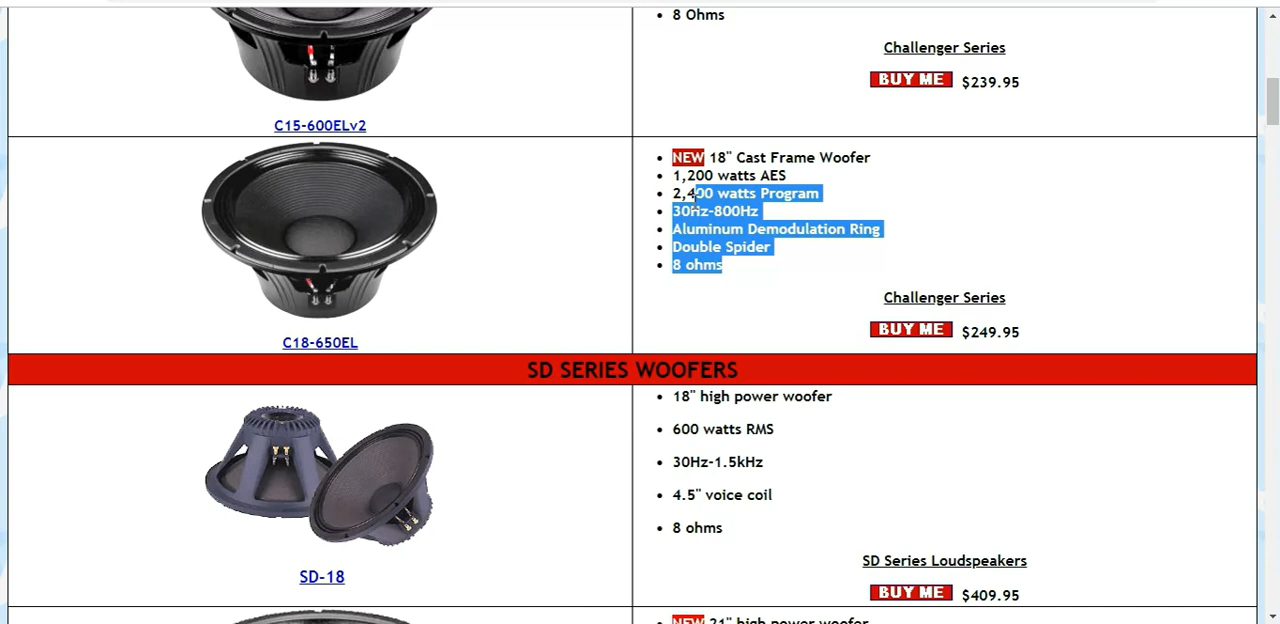 8 Ohms
Challenger Series
BUY ME $239.95
C15-600ELv2
NEW 18" Cast Frame Woofer
1,200 watts AES
2,400 watts Program
30Hz-800Hz
Aluminum Demodulation Ring
Double Spider
8 ohms
Challenger Series
BUY ME $249.95
C18-650EL
SD SERIES WOOFERS
18" high power woofer
600 watts RMS
30Hz-1.5kHz
4.5" voice coil
8 ohms
SD Series Loudspeakers
BUY ME $409.95
SD-18
NEW 21" high power woofer